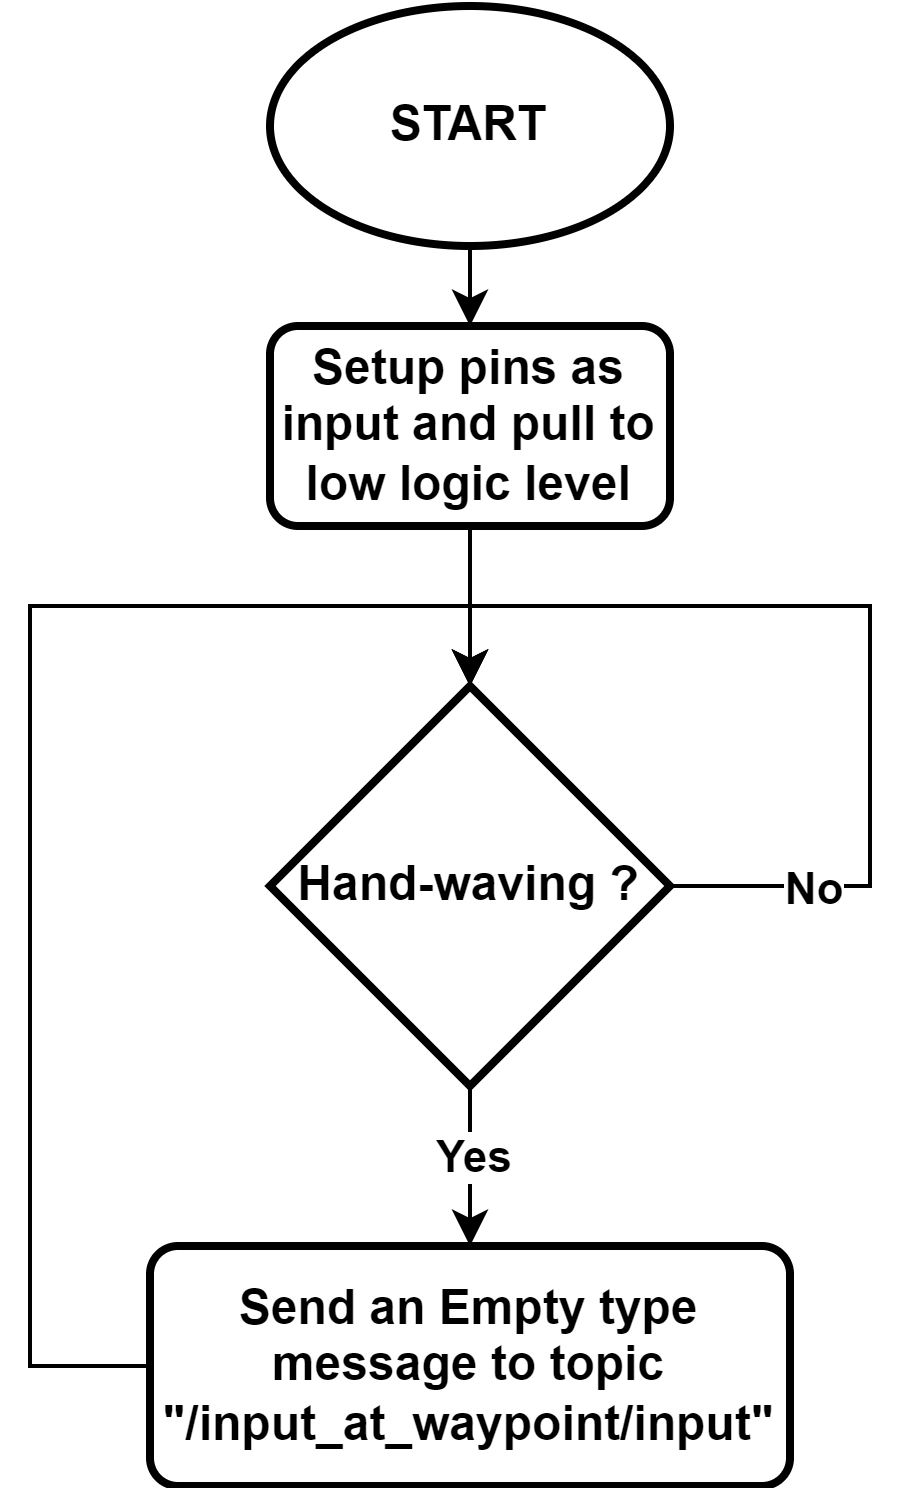 START
Setup pins as
input and pull to
low logic level
Hand-waving ?
No
Yes
Send an Empty type
message to topic
"/input_at_waypoint/input"